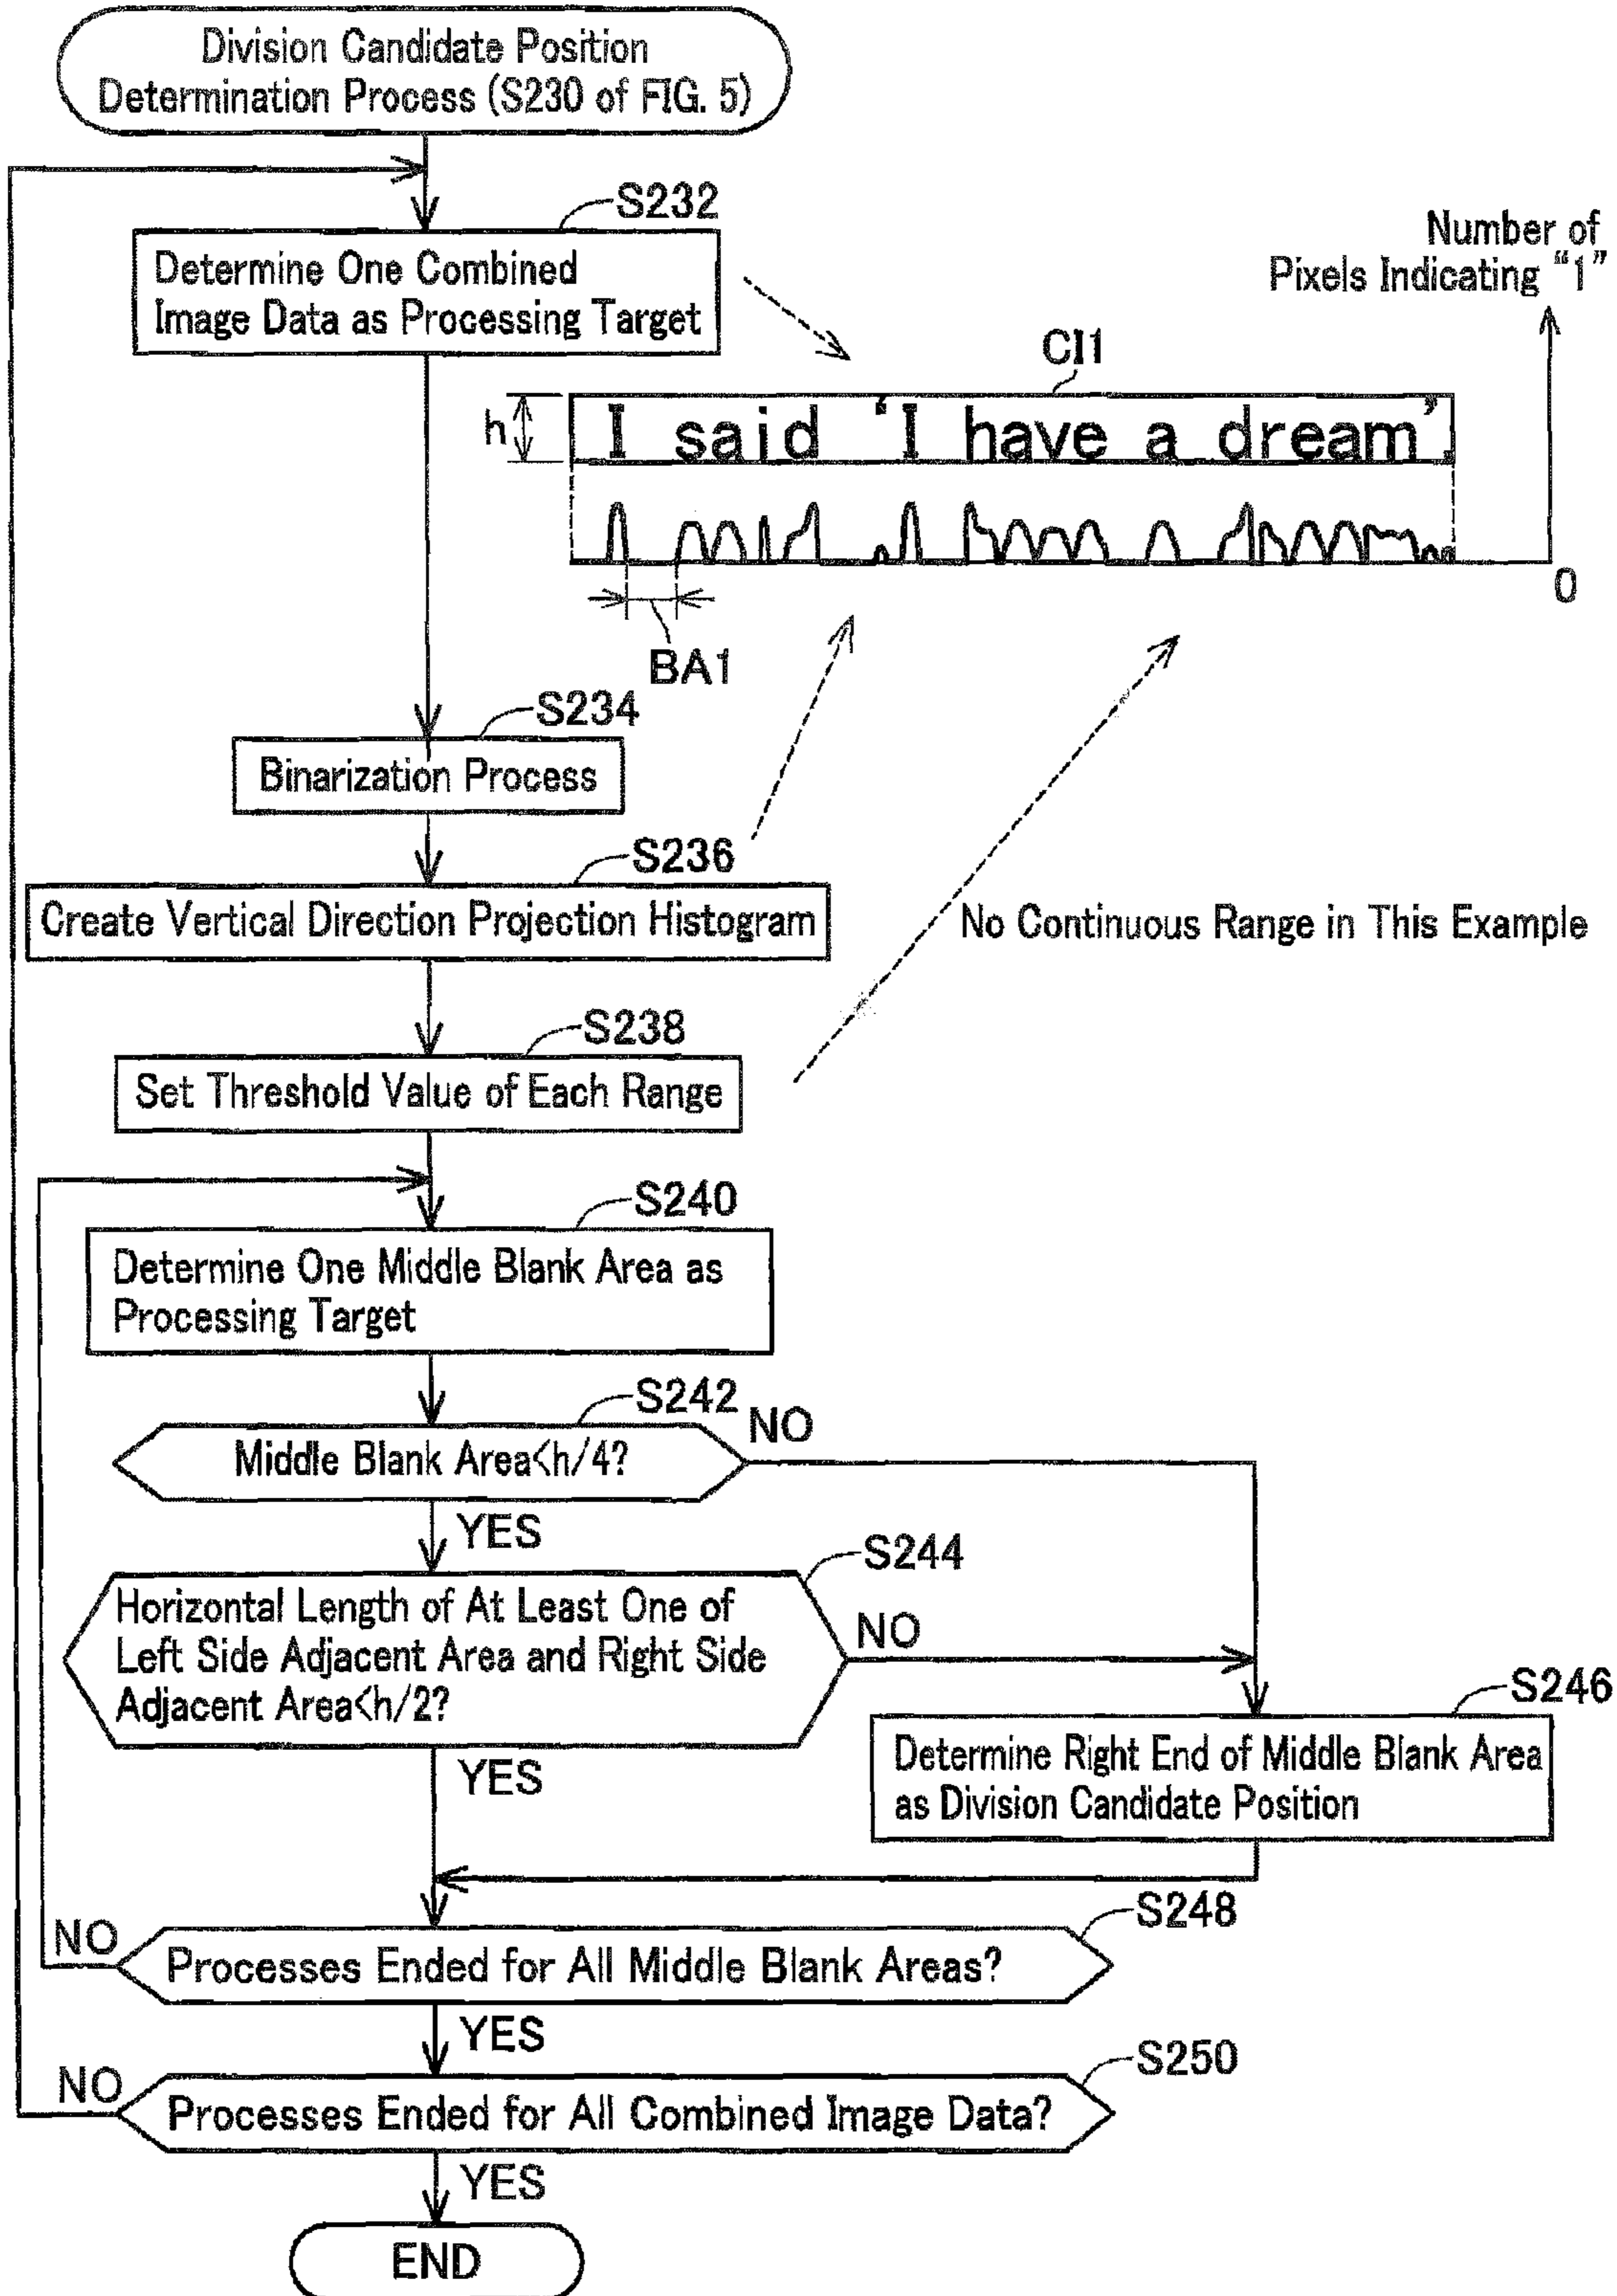 Division Candidate Position
Determination Process (S230 of FIG. 5)
S232
Determine One Combined
Image Data as Processing Target
Number of
Pixels Indicating “1”
CI1
h
I said ‘I have a dream’.
0
BA1
S234
Binarization Process
S236
Create Vertical Direction Projection Histogram
No Continuous Range in This Example
S238
Set Threshold Value of Each Range
S240
Determine One Middle Blank Area as
Processing Target
S242
Middle Blank Area<h/4?
NO
YES
S244
Horizontal Length of At Least One of
Left Side Adjacent Area and Right Side
Adjacent Area<h/2?
NO
YES
S246
Determine Right End of Middle Blank Area
as Division Candidate Position
S248
Processes Ended for All Middle Blank Areas?
NO
YES
S250
Processes Ended for All Combined Image Data?
NO
YES
END